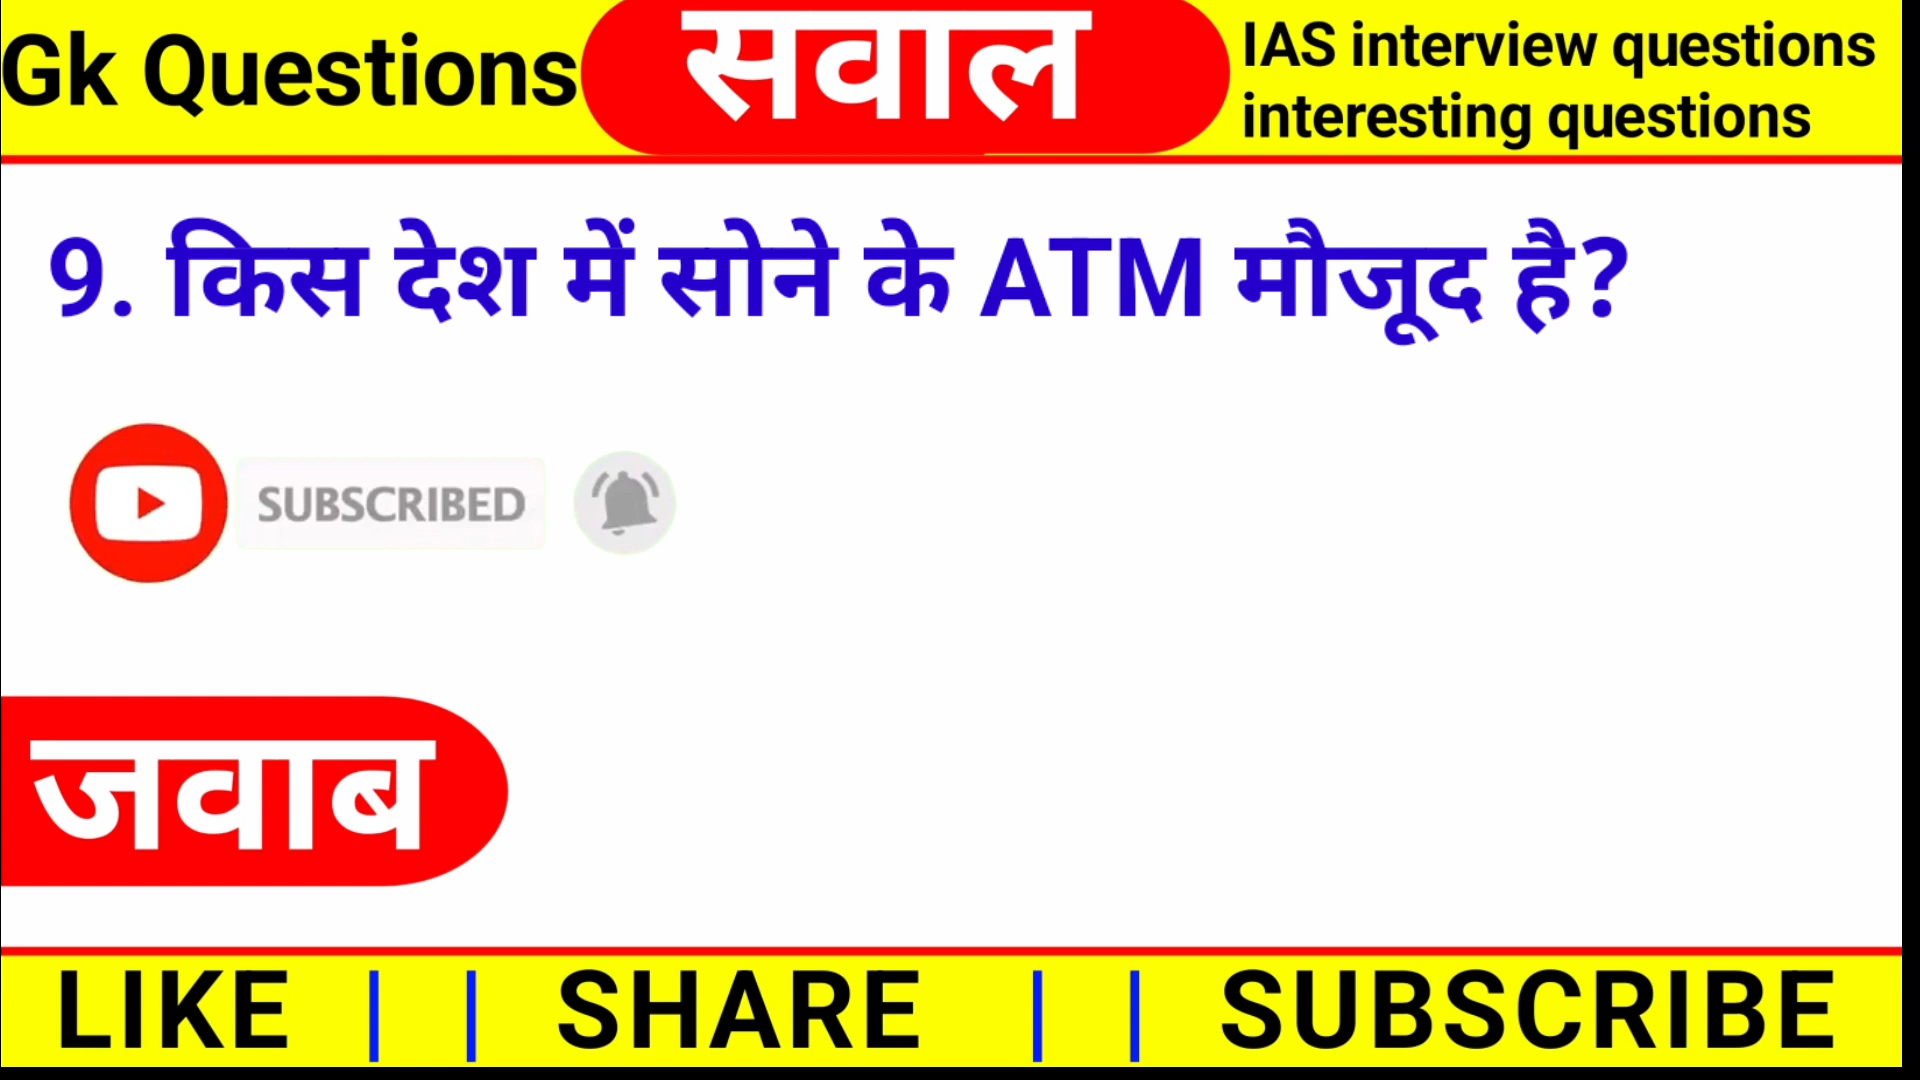 Gk Questions
सवाल
IAS interview questions
interesting questions
9. किस देश में सोने के ATM मौजूद है?
SUBSCRIBED
जवाब
LIKE | | SHARE | | SUBSCRIBE